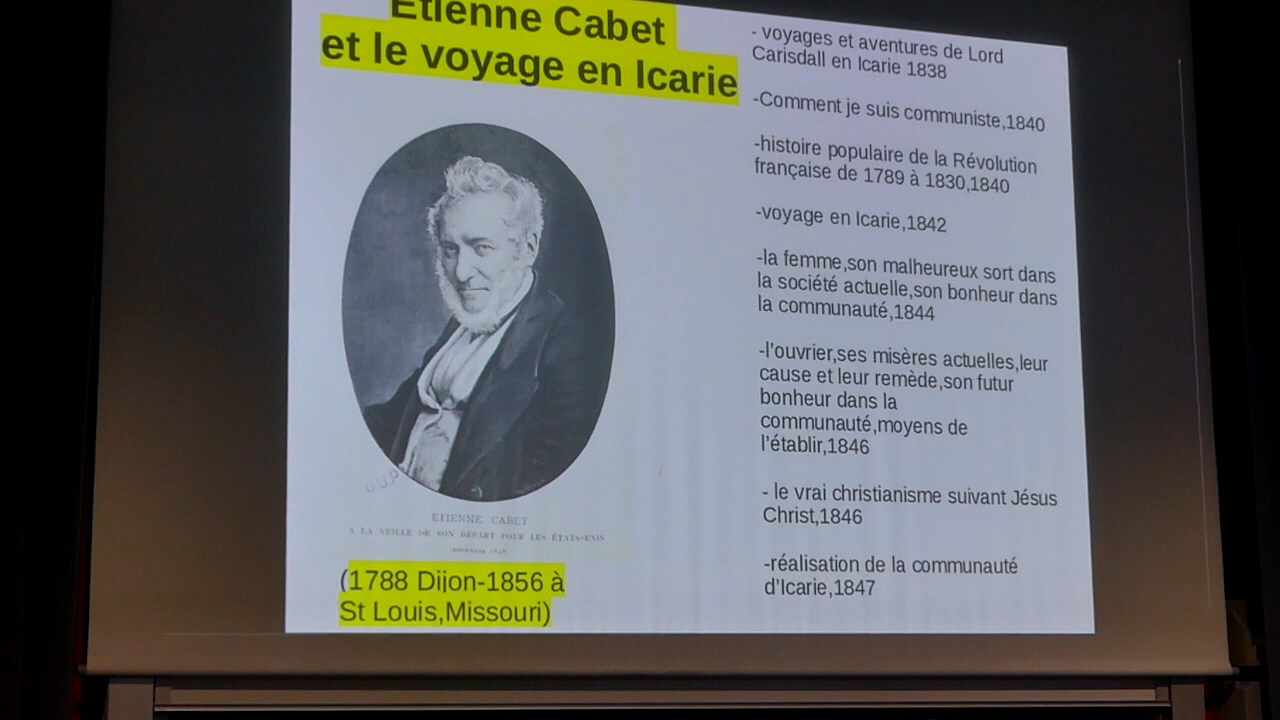 Etienne Cabet
et le voyage en Icarie
ETIENNE CABET
A LA VEILLE DE SON DÉPART POUR LES ÉTATS-UNIS
(1788 Dijon-1856 à
St Louis,Missouri)
- voyages et aventures de Lord
Carisdall en Icarie 1838
-Comment je suis communiste,1840
-histoire populaire de la Révolution
française de 1789 à 1830,1840
-voyage en Icarie,1842
-la femme,son malheureux sort dans
la société actuelle,son bonheur dans
la communauté,1844
-l'ouvrier,ses misères actuelles,leur
cause et leur remède,son futur
bonheur dans la
communauté,moyens de
l'établir,1846
- le vrai christianisme suivant Jésus
Christ,1846
-réalisation de la communauté
d'Icarie,1847